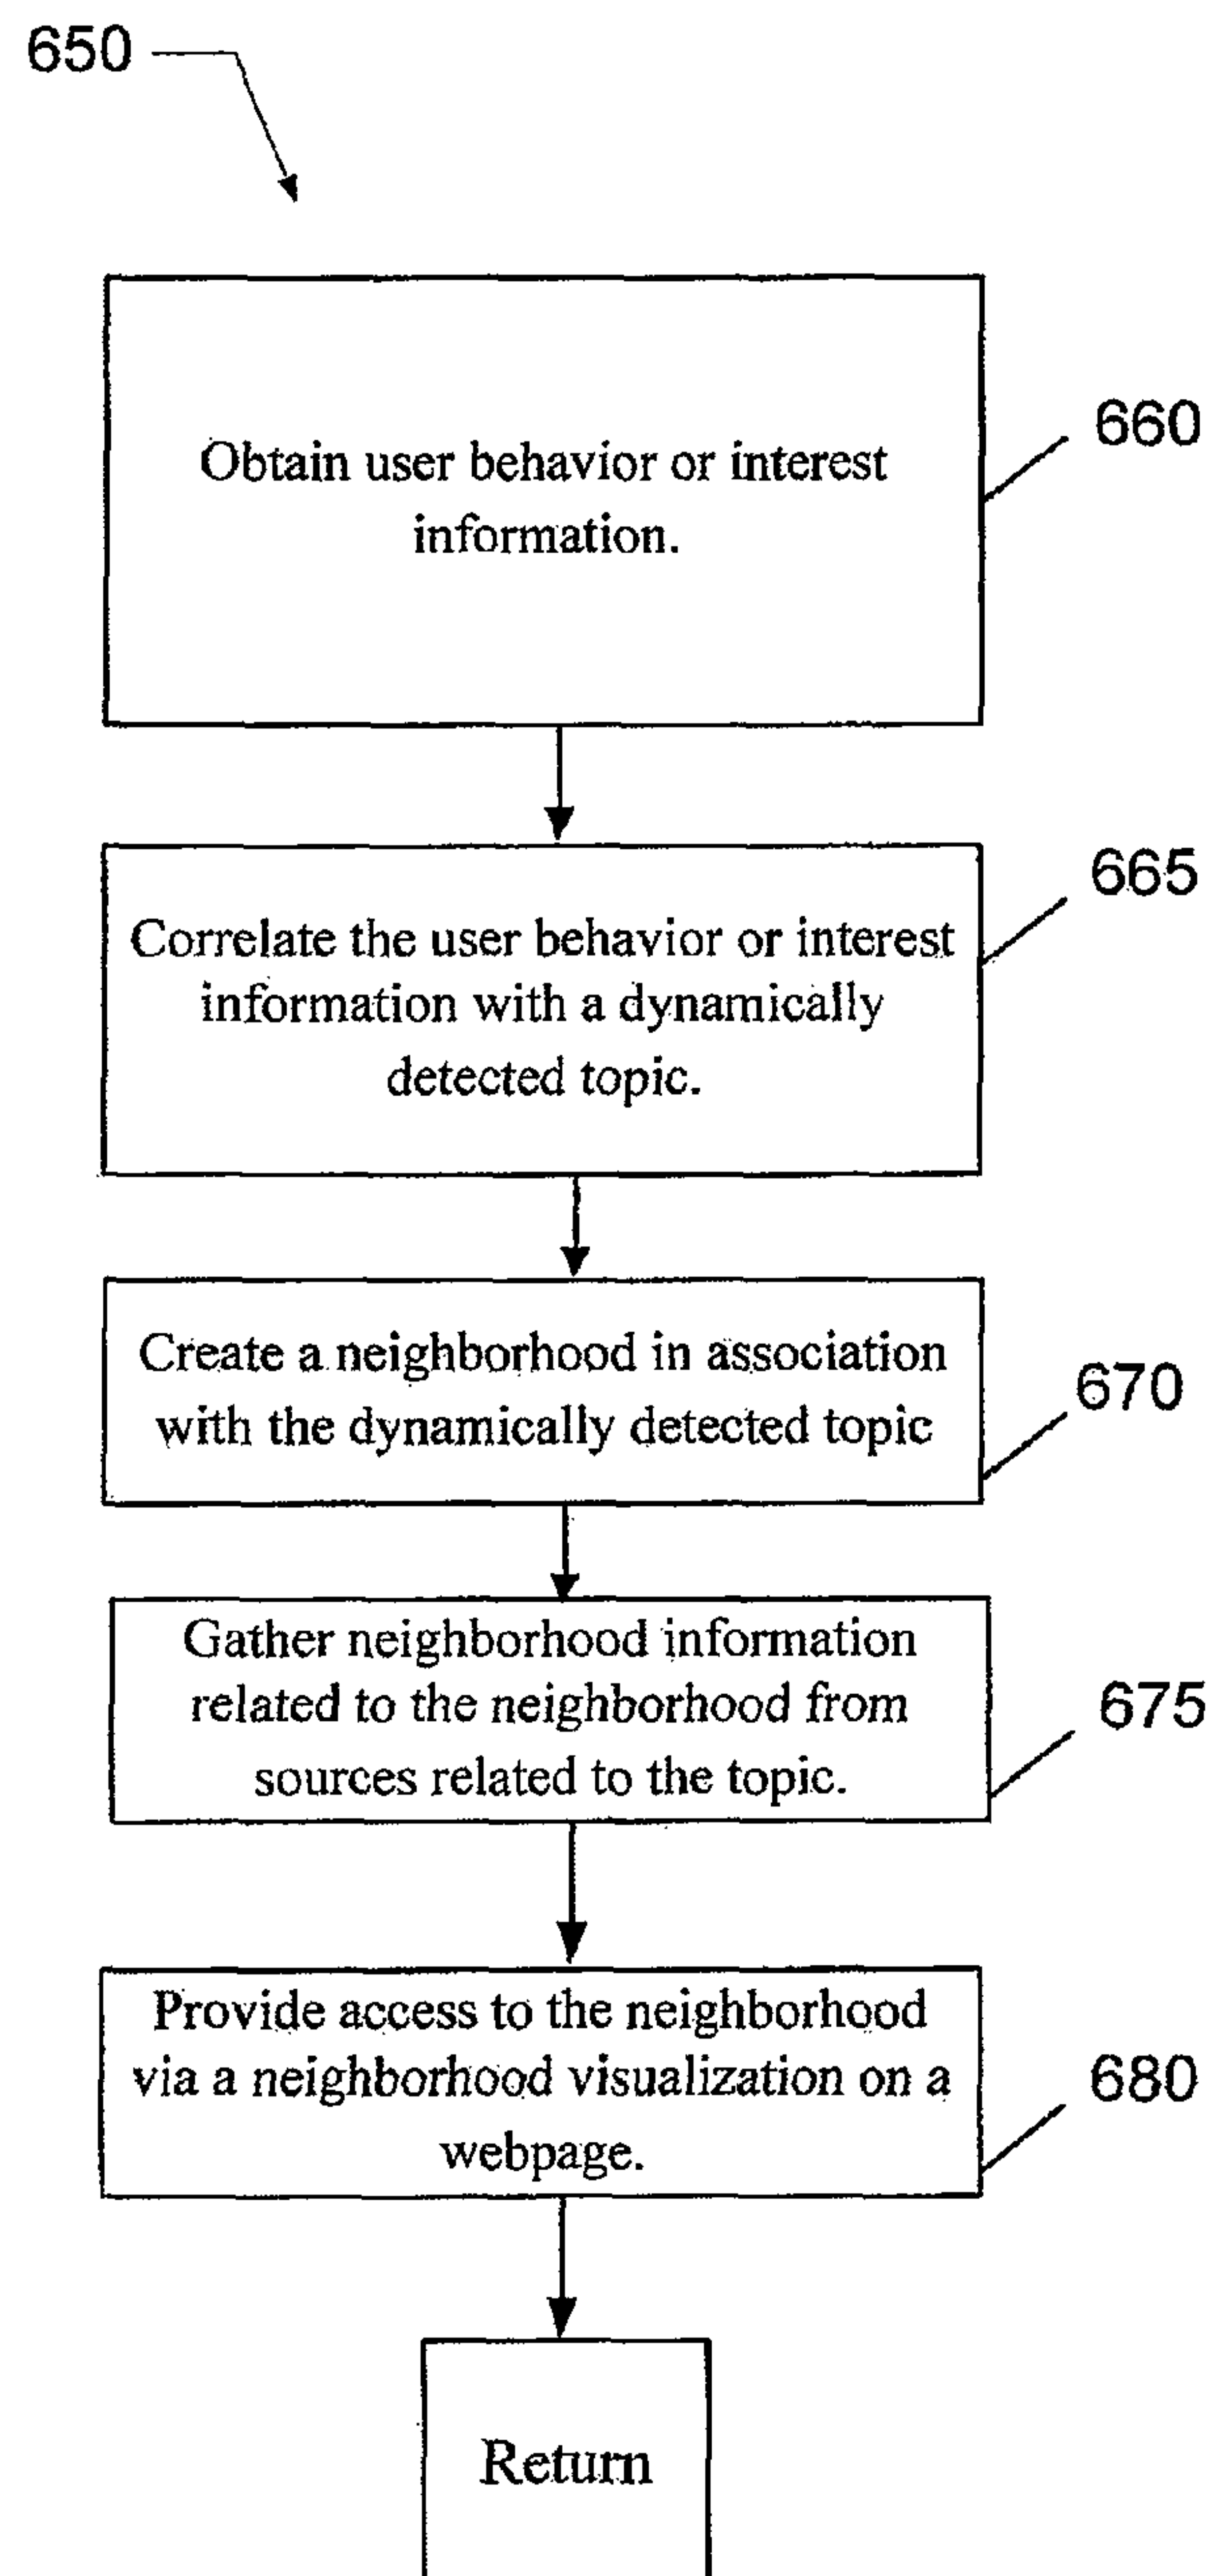 650
Obtain user behavior or interest
information.
660
Correlate the user behavior or interest
information with a dynamically
detected topic.
665
Create a neighborhood in association
with the dynamically detected topic
670
Gather neighborhood information
related to the neighborhood from
sources related to the topic.
675
Provide access to the neighborhood
via a neighborhood visualization on a
webpage.
680
Return